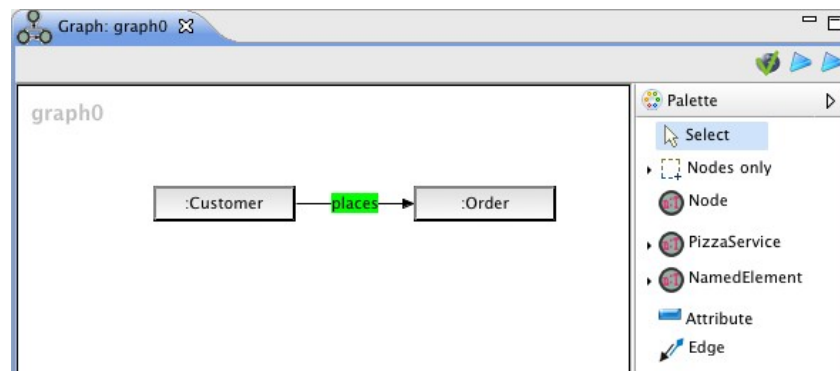 Graph: graph0
graph0
:Customer
places
:Order
Palette
Select
Nodes only
Node
PizzaService
NamedElement
Attribute
Edge